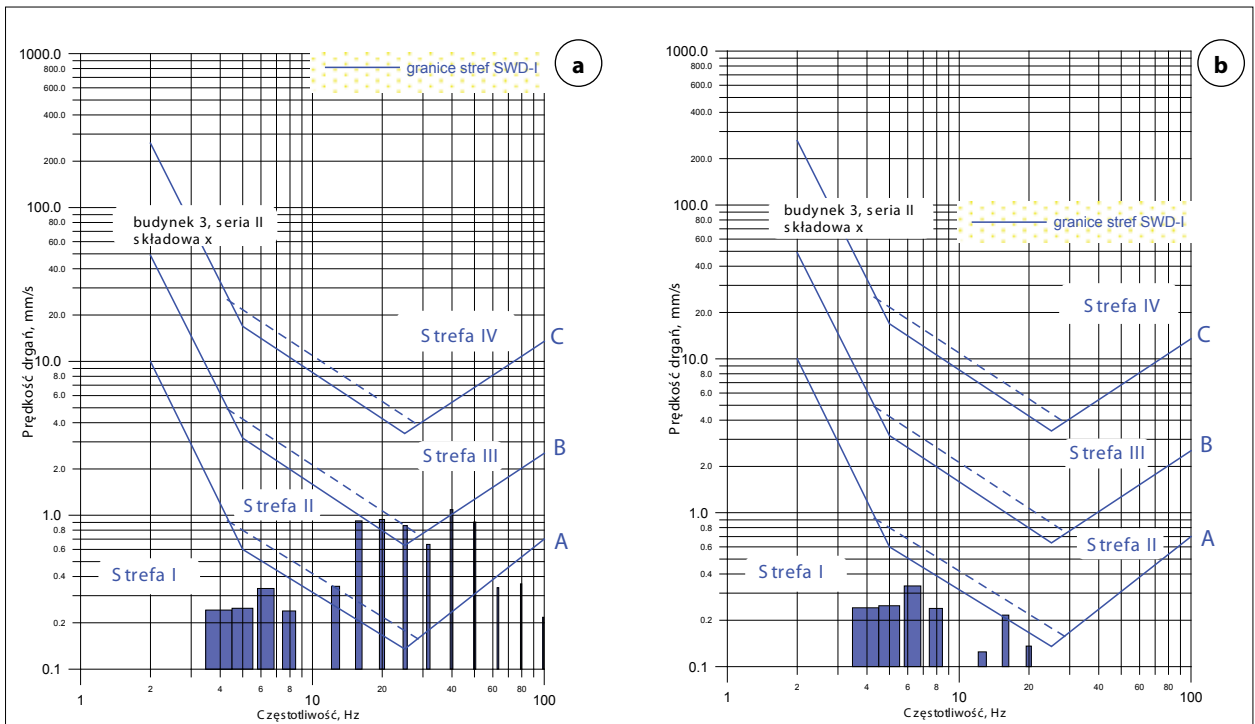 a
granice stref SWD-I
1000.0
800.0
600.0
400.0
200.0
100.0
80.0
60.0
40.0
20.0
10.0
8.0
6.0
4.0
2.0
1.0
0.8
0.6
0.4
0.2
0.1
Prędkość drgań, mm/s
budynek 3, seria II
składowa x
Strefa IV
C
Strefa III
B
Strefa II
A
Strefa I
1 2 4 6 8 10 20 40 60 80 100
Częstotliwość, Hz
b
1000.0
800.0
600.0
400.0
200.0
100.0
80.0
60.0
40.0
20.0
10.0
8.0
6.0
4.0
2.0
1.0
0.8
0.6
0.4
0.2
0.1
Prędkość drgań, mm/s
budynek 3, seria II
składowa x
granice stref SWD-I
Strefa IV
C
Strefa III
B
Strefa II
A
Strefa I
1 2 4 6 8 10 20 40 60 80 100
Częstotliwość, Hz